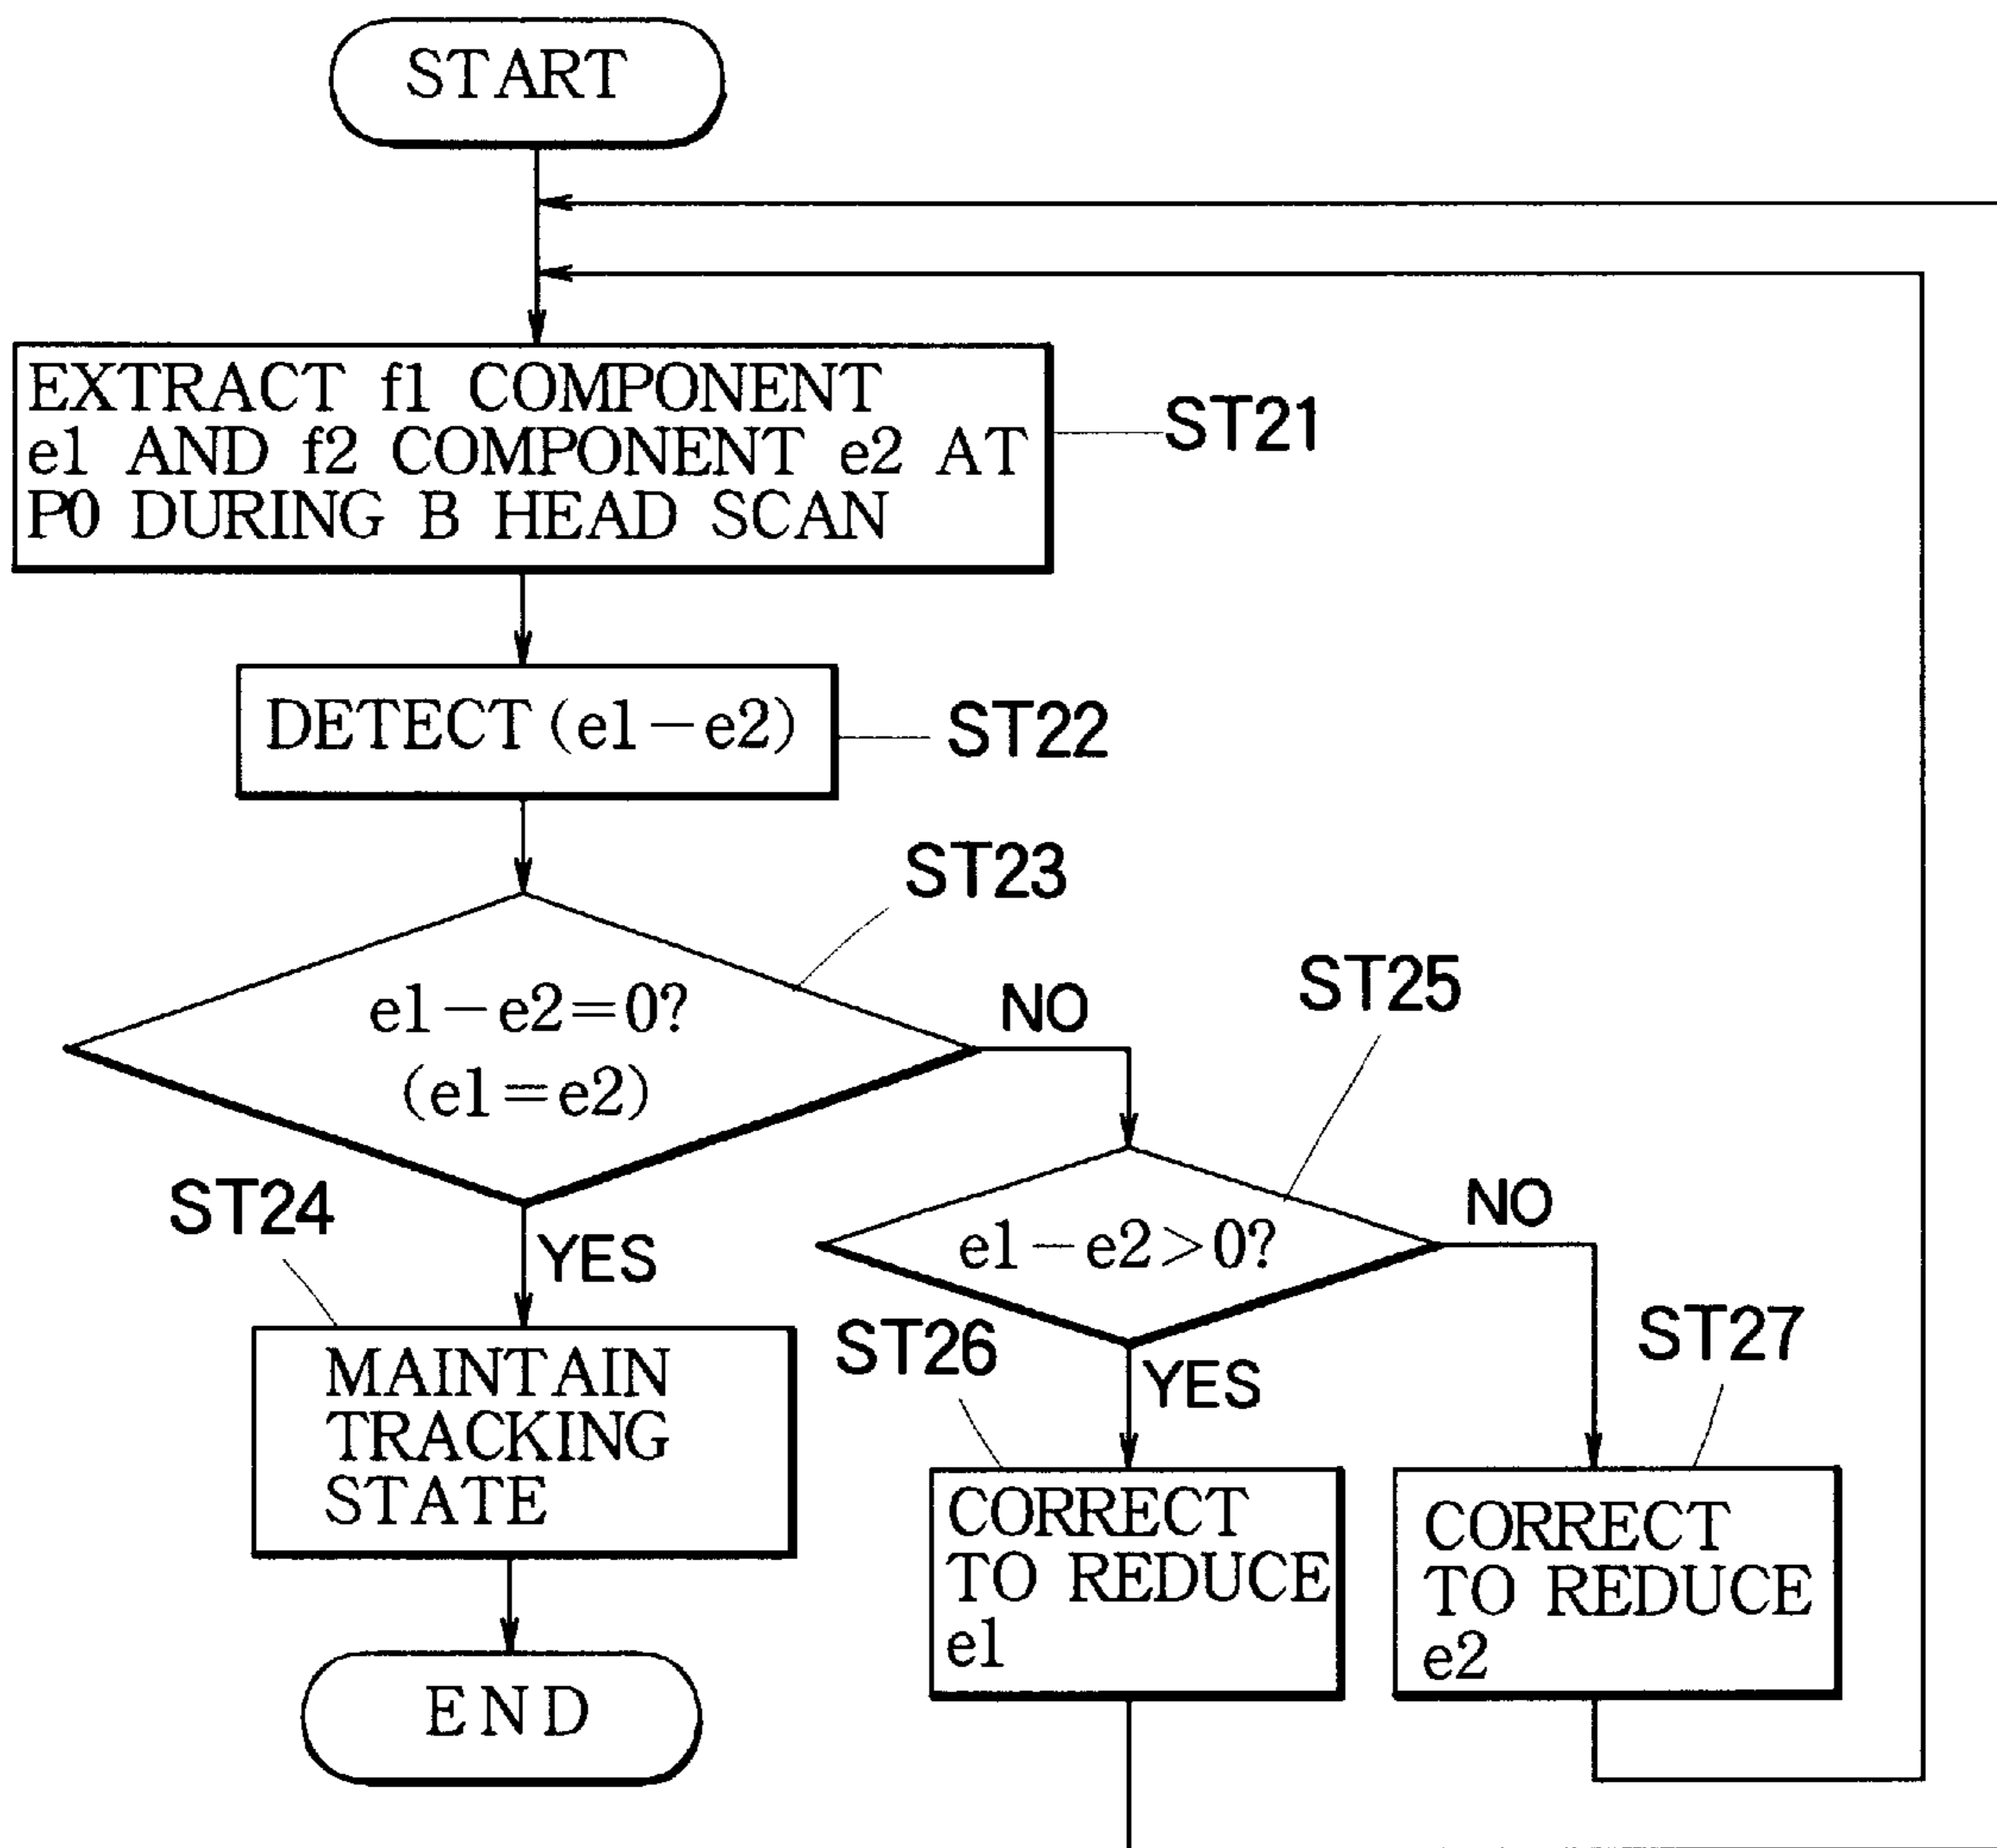 START
EXTRACT f1 COMPONENT
e1 AND f2 COMPONENT e2 AT
P0 DURING B HEAD SCAN
ST21
DETECT(e1−e2)
ST22
ST23
e1−e2=0?
(e1=e2)
NO
ST25
ST24
YES
e1−e2>0?
NO
MAINTAIN
TRACKING
STATE
ST26
YES
ST27
CORRECT
TO REDUCE
e1
CORRECT
TO REDUCE
e2
END